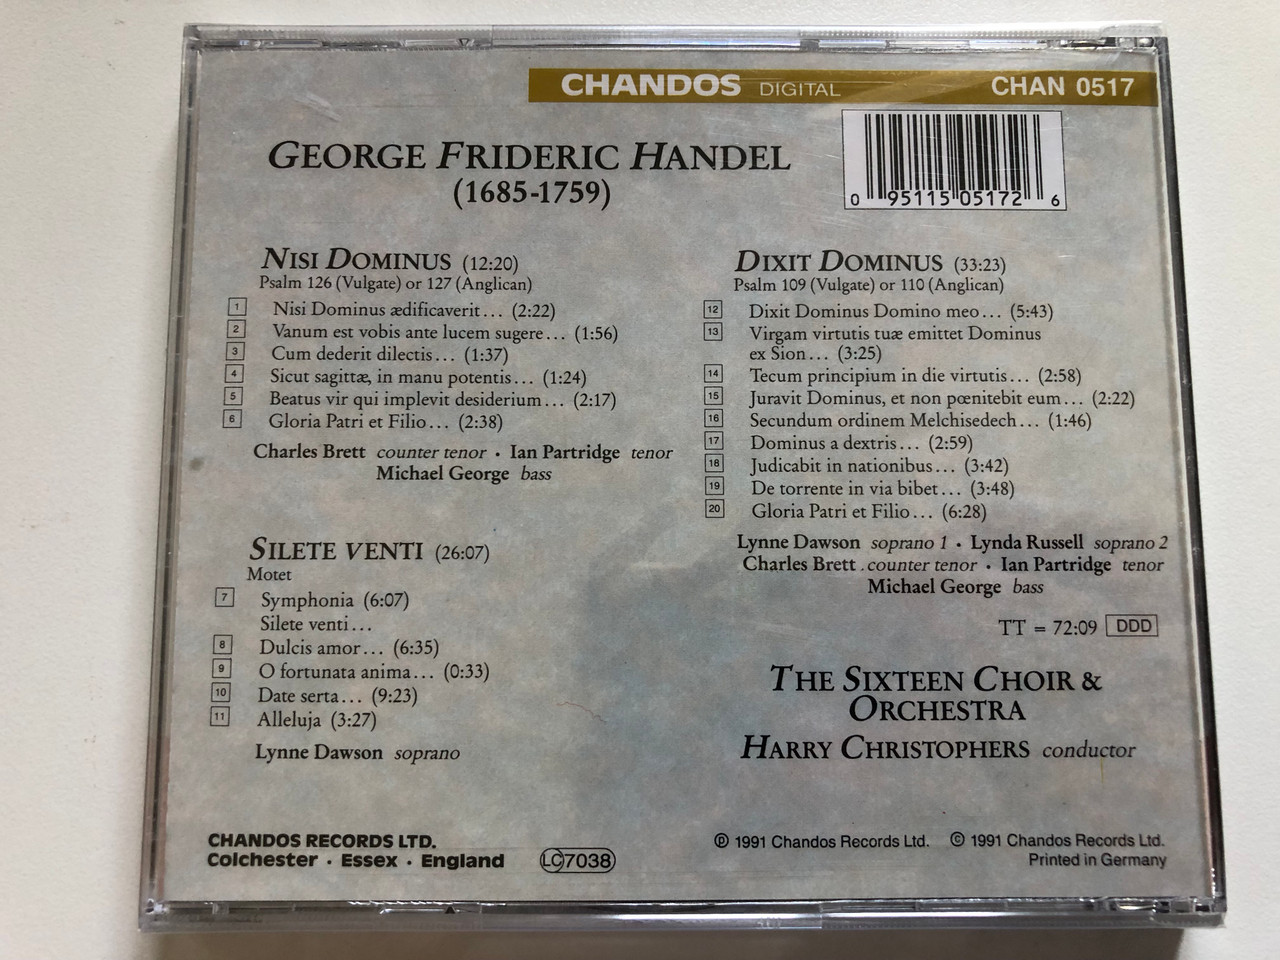 CHANDOS DIGITAL CHAN 0517
GEORGE FRIDERIC HANDEL
(1685-1759)
0 95115 05172 6
NISI DOMINUS (12:20)
Psalm 126 (Vulgate) or 127 (Anglican)
1 Nisi Dominus ædificaverit... (2:22)
2 Vanum est vobis ante lucem sugere... (1:56)
3 Cum dederit dilectis... (1:37)
4 Sicut sagittæ, in manu potentis... (1:24)
5 Beatus vir qui implevit desiderium... (2:17)
6 Gloria Patri et Filio... (2:38)
Charles Brett counter tenor · Ian Partridge tenor
Michael George bass
SILETE VENTI (26:07)
Motet
7 Symphonia (6:07)
Silete venti...
8 Dulcis amor... (6:35)
9 O fortunata anima... (0:33)
10 Date serta... (9:23)
11 Alleluja (3:27)
Lynne Dawson soprano
DIXIT DOMINUS (33:23)
Psalm 109 (Vulgate) or 110 (Anglican)
12 Dixit Dominus Domino meo... (5:43)
13 Virgam virtutis tuæ emittet Dominus
ex Sion... (3:25)
14 Tecum principium in die virtutis... (2:58)
15 Juravit Dominus, et non pœnitebit eum... (2:22)
16 Secundum ordinem Melchisedech... (1:46)
17 Dominus a dextris... (2:59)
18 Judicabit in nationibus... (3:42)
19 De torrente in via bibet... (3:48)
20 Gloria Patri et Filio... (6:28)
Lynne Dawson soprano 1 · Lynda Russell soprano 2
Charles Brett . counter tenor · Ian Partridge tenor
Michael George bass
TT = 72:09 DDD
THE SIXTEEN CHOIR &
ORCHESTRA
HARRY CHRISTOPHERS conductor
CHANDOS RECORDS LTD.
Colchester · Essex · England
LC 7038
℗ 1991 Chandos Records Ltd. © 1991 Chandos Records Ltd.
Printed in Germany